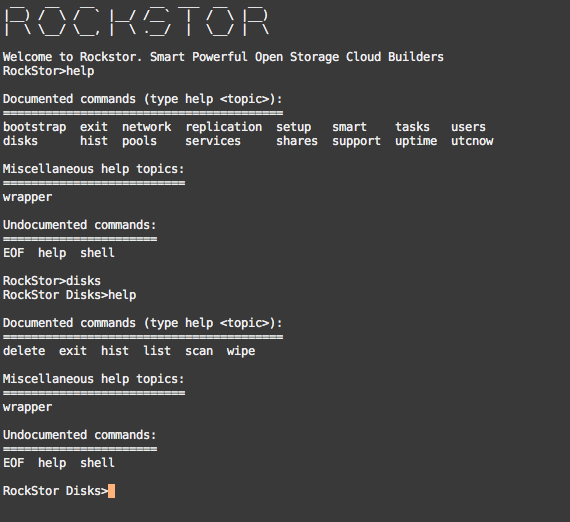 ROCKSTOR
Welcome to Rockstor. Smart Powerful Open Storage Cloud Builders
RockStor>help
Documented commands (type help <topic>):
========================================
bootstrap  exit  network  replication  setup   smart    tasks   users
disks      hist  pools    services     shares  support  uptime  utcnow
Miscellaneous help topics:
==========================
wrapper
Undocumented commands:
======================
EOF  help  shell
RockStor>disks
RockStor Disks>help
Documented commands (type help <topic>):
========================================
delete  exit  hist  list  scan  wipe
Miscellaneous help topics:
==========================
wrapper
Undocumented commands:
======================
EOF  help  shell
RockStor Disks>